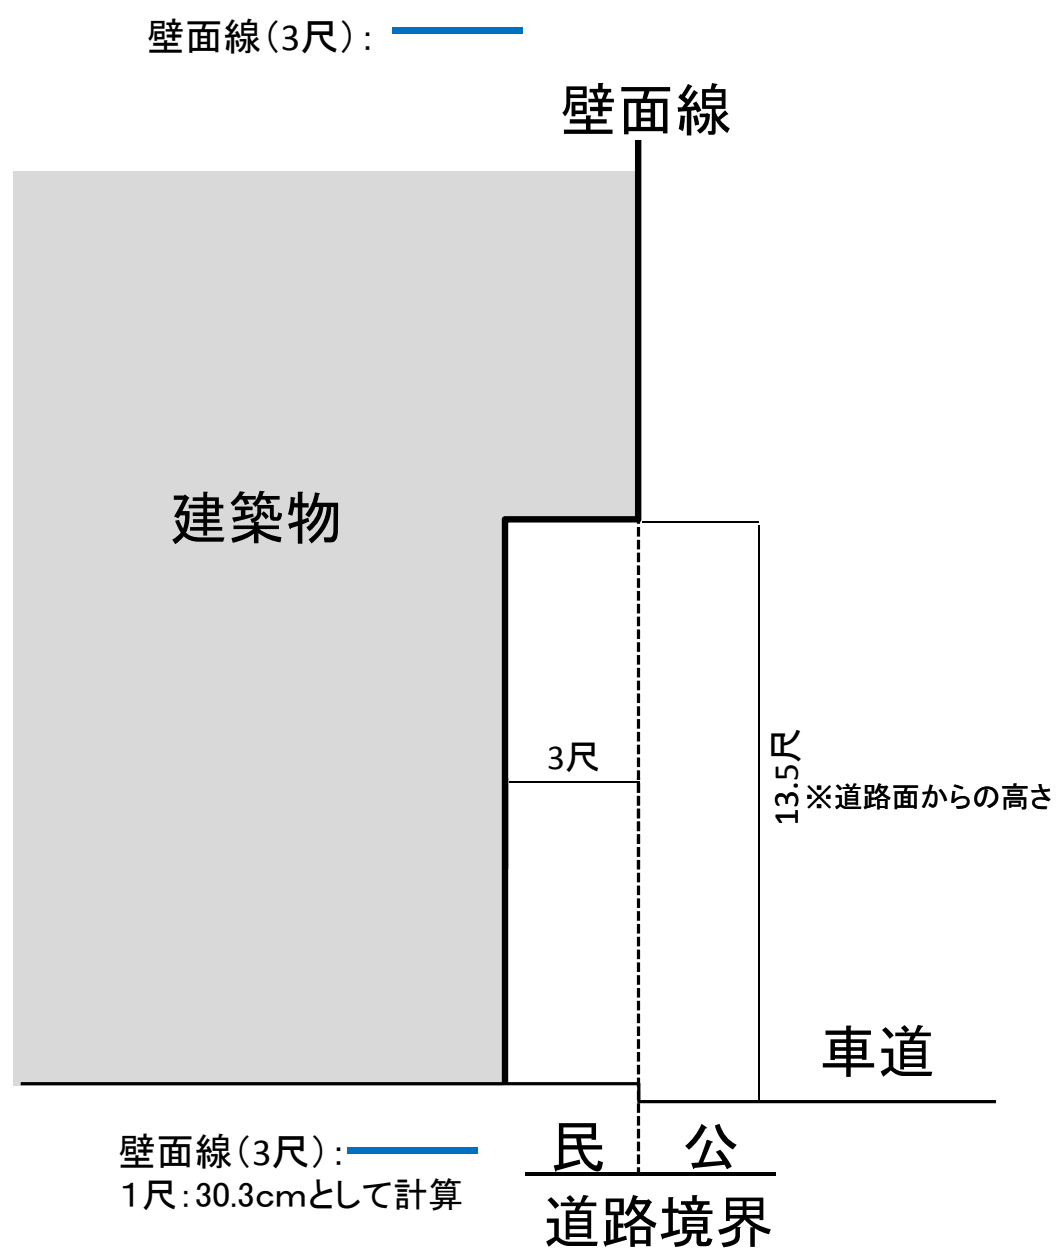 壁面線（3尺）：
壁面線
建築物
3尺
13.5尺
※道路面からの高さ
車道
民 公
道路境界
壁面線（3尺）：
１尺：30.3cmとして計算